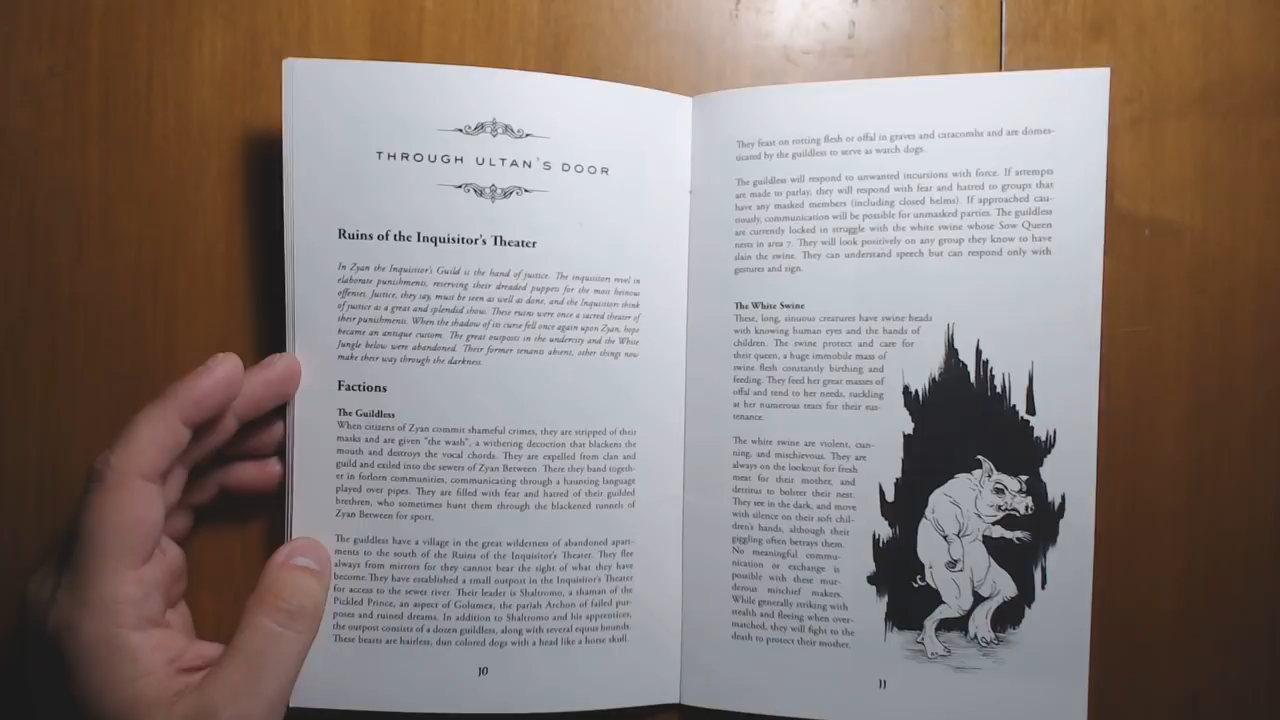 THROUGH ULTAN'S DOOR
Ruins of the Inquisitor's Theater
In Zyan the Inquisitor's Guild is the hand of justice. The inquisitors revel in
elaborate punishments, reserving their dreaded puppets for the most heinous
offenses. Justice, they say, must be seen as well as done, and the Inquisitors think
of justice as a great and splendid show. These ruins were once a sacred theater of
their punishments. When the shadow of its curse fell once again upon Zyan, hope
became an antique custom. The great outposts in the undercity and the White
Jungle below were abandoned. Their former tenants absent, other things now
make their way through the darkness.
Factions
The Guildless
When citizens of Zyan commit shameful crimes, they are stripped of their
masks and are given "the wash", a withering decoction that blackens the
mouth and destroys the vocal chords. They are expelled from clan and
guild and exiled into the sewers of Zyan Between. There they band togeth-
er in forlorn communities, communicating through a haunting language
played over pipes. They are filled with fear and hatred of their guilded
brethren, who sometimes hunt them through the blackened tunnels of
Zyan Between for sport.
The guildless have a village in the great wilderness of abandoned apart-
ments to the south of the Ruins of the Inquisitor's Theater. They flee
always from mirrors for they cannot bear the sight of what they have
become. They have established a small outpost in the Inquisitor's Theater
for access to the sewer river. Their leader is Shaltromo, a shaman of the
Pickled Prince, an aspect of Golumex, the pariah Archon of failed pur-
poses and ruined dreams. In addition to Shaltromo and his apprentices,
the outpost consists of a dozen guildless, along with several equus hounds.
These beasts are hairless, dun colored dogs with a head like a horse skull.
10
They feast on rotting flesh or offal in graves and catacombs and are domes-
ticated by the guildless to serve as watch dogs.
The guildless will respond to unwanted incursions with force. If attempts
are made to parlay, they will respond with fear and hatred to groups that
have any masked members (including closed helms). If approached cau-
tiously, communication will be possible for unmasked parties. The guildless
are currently locked in struggle with the white swine whose Sow Queen
nests in area 7. They will look positively on any group they know to have
slain the swine. They can understand speech but can respond only with
gestures and sign.
The White Swine
These, long, sinuous creatures have swine heads
with knowing human eyes and the hands of
children. The swine protect and care for
their queen, a huge immobile mass of
swine flesh constantly birthing and
feeding. They feed her great masses of
offal and tend to her needs, suckling
at her numerous teats for their sus-
tenance.
The white swine are violent, cun-
ning, and mischievous. They are
always on the lookout for fresh
meat for their mother, and
detritus to bolster their nest.
They see in the dark, and move
with silence on their soft chil-
dren's hands, although their
giggling often betrays them.
No meaningful commu-
nication or exchange is
possible with these mur-
derous mischief makers.
While generally striking with
stealth and fleeing when over-
matched, they will fight to the
death to protect their mother.
11